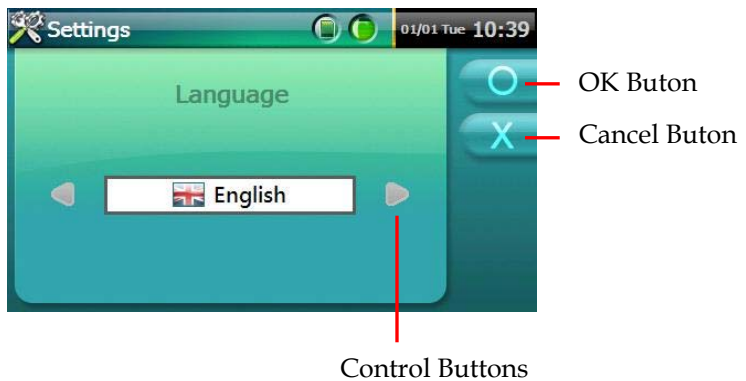 Settings
01/01 Tue 10:39
Language
O
OK Buton
X
Cancel Buton
English
Control Buttons